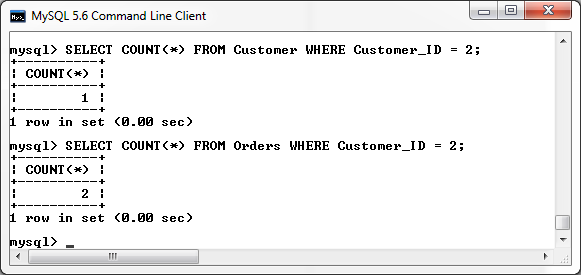 MySQL 5.6 Command Line Client
mysql> SELECT COUNT(*) FROM Customer WHERE Customer_ID = 2;
+----------+
¦ COUNT(*) ¦
+----------+
¦        1 ¦
+----------+
1 row in set (0.00 sec)
mysql> SELECT COUNT(*) FROM Orders WHERE Customer_ID = 2;
+----------+
¦ COUNT(*) ¦
+----------+
¦        2 ¦
+----------+
1 row in set (0.00 sec)
mysql> _